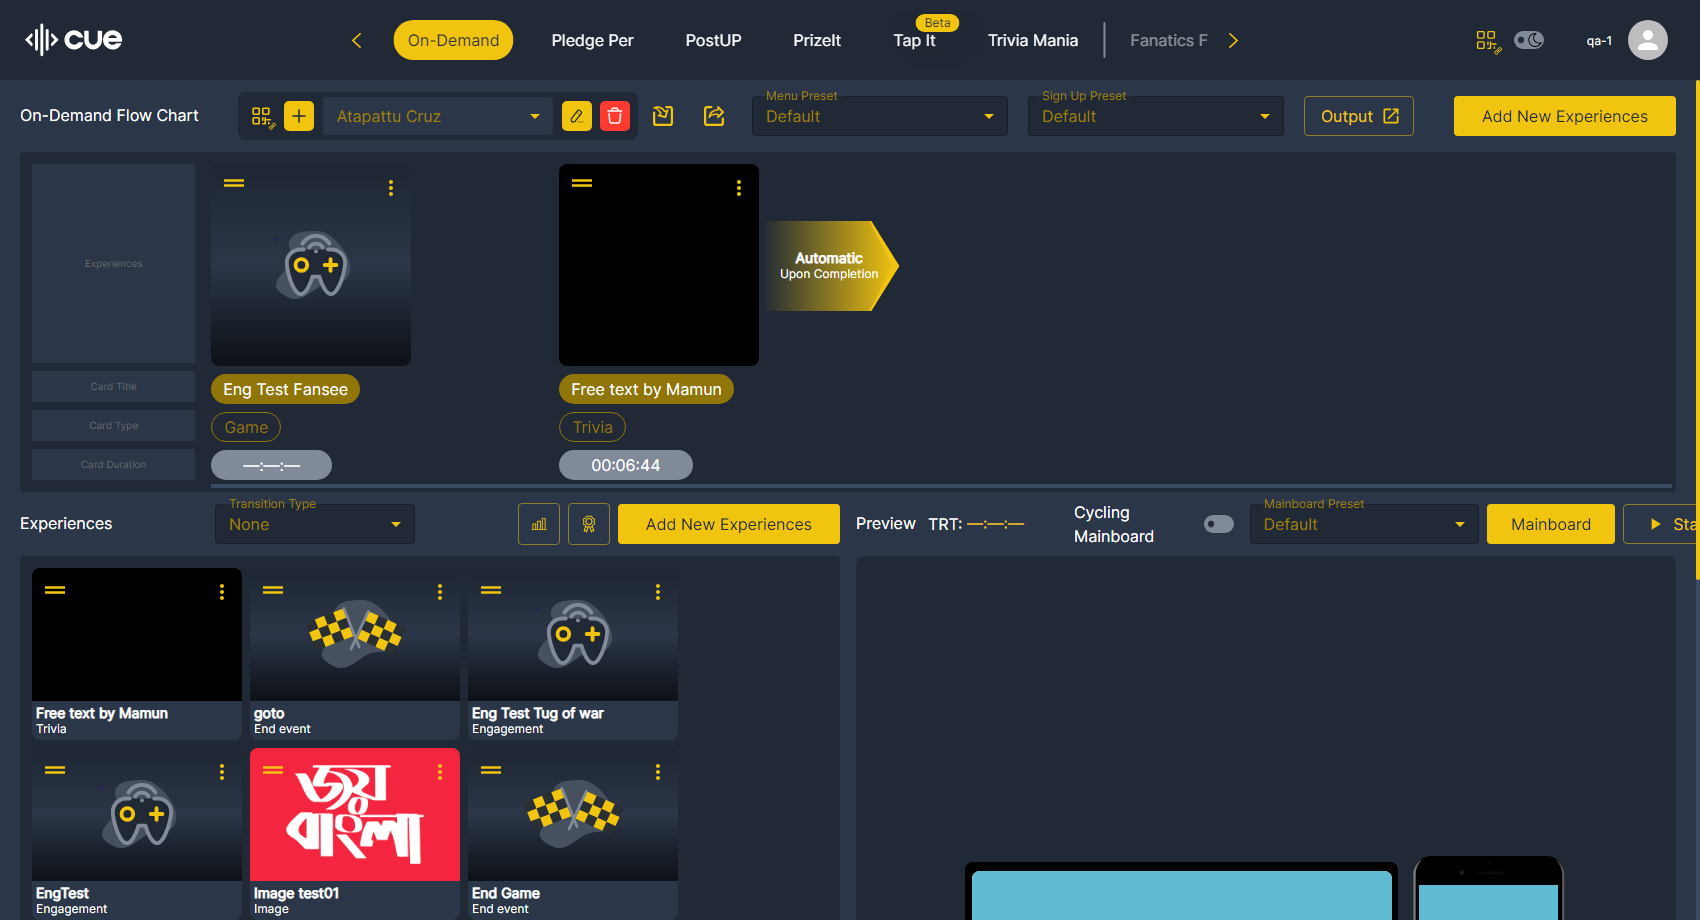 cue
On-Demand
Pledge Per
PostUP
PrizeIt
Beta
Tap It
Trivia Mania
Fanatics F
qa-1
On-Demand Flow Chart
Atapattu Cruz
Menu Preset
Default
Sign Up Preset
Default
Output
Add New Experiences
Experiences
Automatic
Upon Completion
Card Title
Eng Test Fansee
Free text by Mamun
Card Type
Game
Trivia
Card Duration
—:—:—
00:06:44
Experiences
Transition Type
None
Add New Experiences
Preview
TRT: —:—:—
Cycling
Mainboard
Mainboard Preset
Default
Mainboard
Sta
Free text by Mamun
Trivia
goto
End event
Eng Test Tug of war
Engagement
জয়
বাংলা
EngTest
Engagement
Image test01
Image
End Game
End event